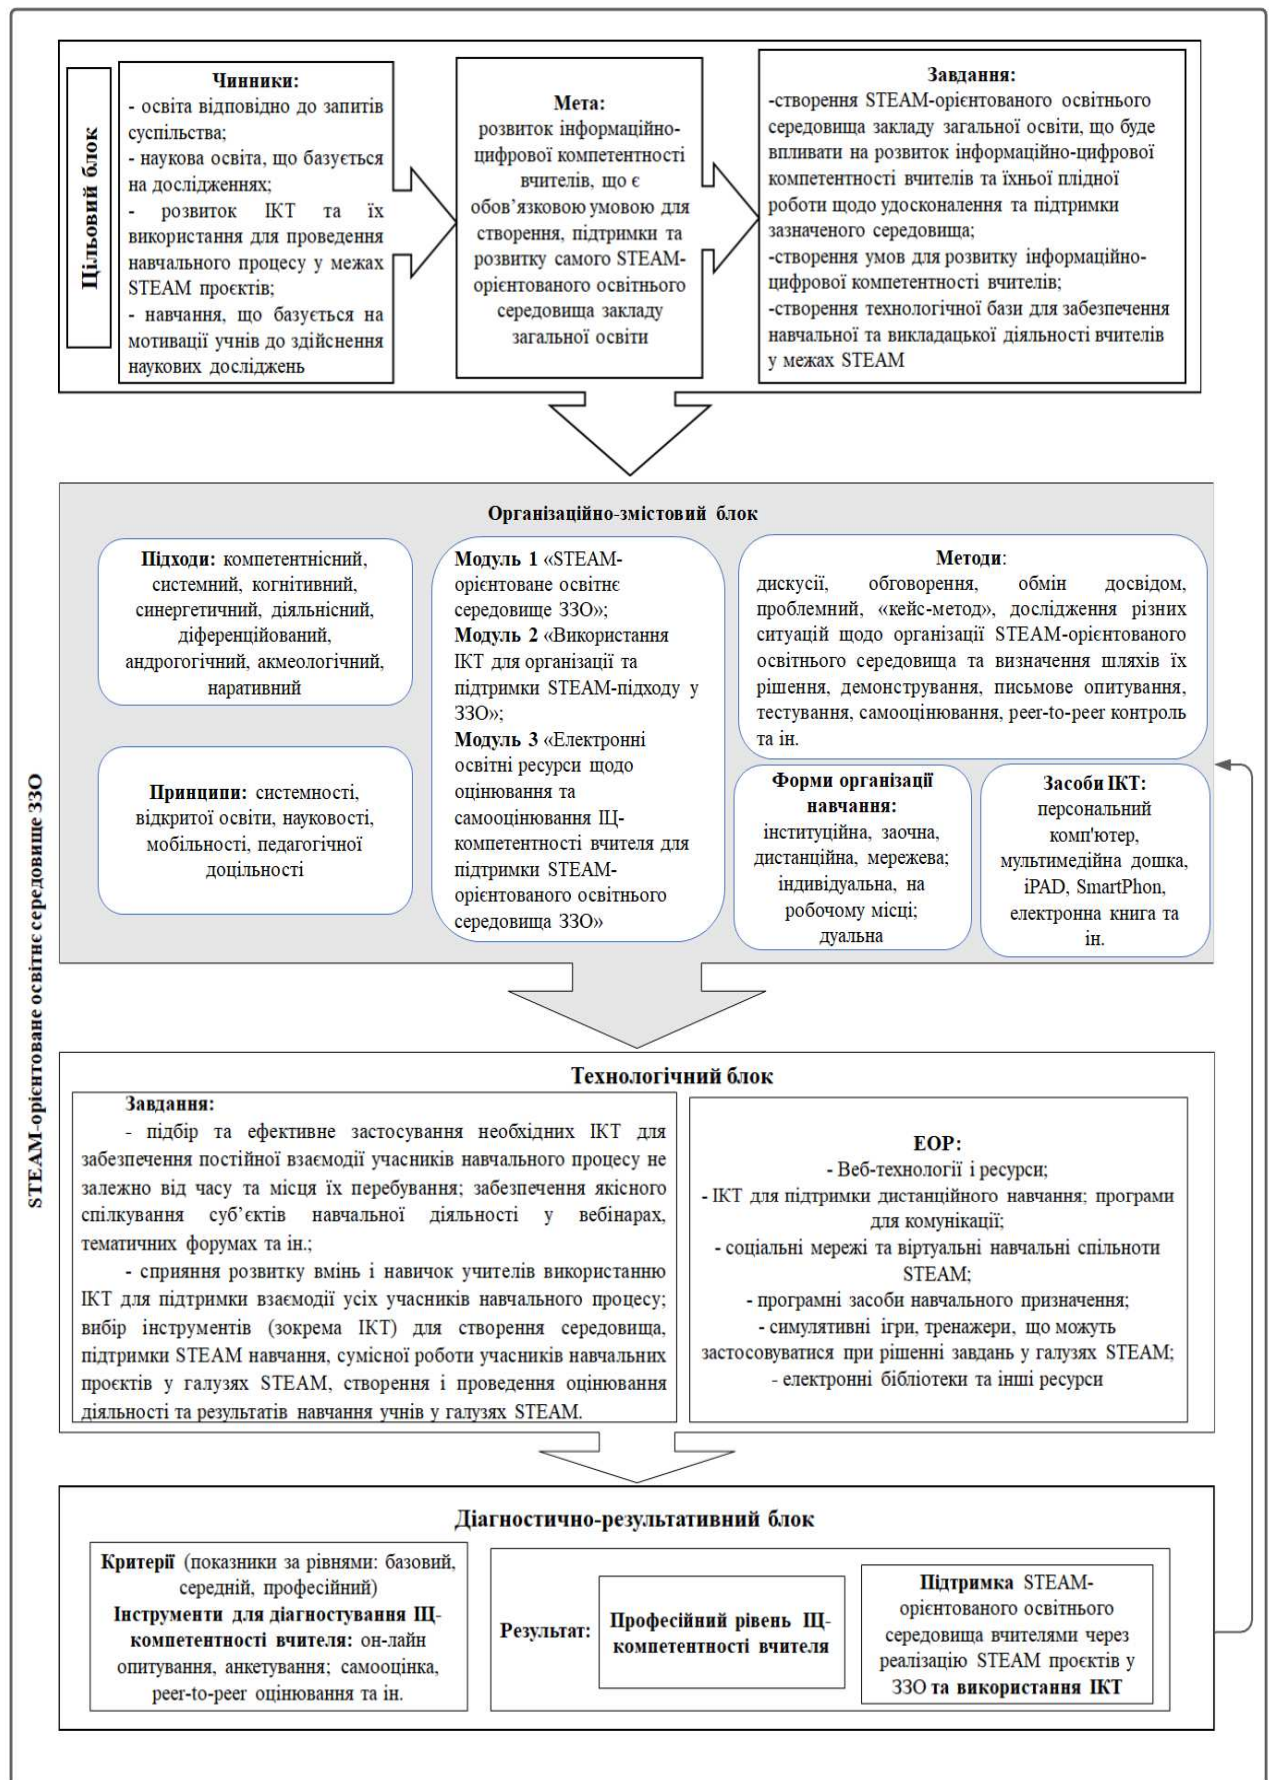 STEAM-орієнтоване освітнє середовище ЗЗО
Цільовий блок
Чинники:
- освіта відповідно до запитів
суспільства;
- наукова освіта, що базується
на дослідженнях;
- розвиток ІКТ та їх
використання для проведення
навчального процесу у межах
STEAM проєктів;
- навчання, що базується на
мотивації учнів до здійснення
наукових досліджень
Мета:
розвиток інформаційно-
цифрової компетентності
вчителів, що є
обов’язковою умовою для
створення, підтримки та
розвитку самого STEAM-
орієнтованого освітнього
середовища закладу
загальної освіти
Завдання:
-створення STEAM-орієнтованого освітнього
середовища закладу загальної освіти, що буде
впливати на розвиток інформаційно-цифрової
компетентності вчителів та їхньої плідної
роботи щодо удосконалення та підтримки
зазначеного середовища;
-створення умов для розвитку інформаційно-
цифрової компетентності вчителів;
-створення технологічної бази для забезпечення
навчальної та викладацької діяльності вчителів
у межах STEAM
Організаційно-змістовий блок
Підходи: компетентнісний,
системний, когнітивний,
синергетичний, діяльнісний,
діференційований,
андрогогічний, акмеологічний,
наративний
Принципи: системності,
відкритої освіти, науковості,
мобільності, педагогічної
доцільності
Модуль 1 «STEAM-
орієнтоване освітнє
середовище ЗЗО»;
Модуль 2 «Використання
ІКТ для організації та
підтримки STEAM-підходу у
ЗЗО»;
Модуль 3 «Електронні
освітні ресурси щодо
оцінювання та
самооцінювання ІЦ-
компетентності вчителя для
підтримки STEAM-
орієнтованого освітнього
середовища ЗЗО»
Методи:
дискусії, обговорення, обмін досвідом,
проблемний, «кейс-метод», дослідження різних
ситуацій щодо організації STEAM-орієнтованого
освітнього середовища та визначення шляхів їх
рішення, демонстрування, письмове опитування,
тестування, самооцінювання, peer-to-peer контроль
та ін.
Форми організації
навчання:
інституційна, заочна,
дистанційна, мережева;
індивідуальна, на
робочому місці;
дуальна
Засоби ІКТ:
персональний
комп'ютер,
мультимедійна дошка,
iPAD, SmartPhon,
електронна книга та
ін.
Технологічний блок
Завдання:
- підбір та ефективне застосування необхідних ІКТ для
забезпечення постійної взаємодії учасників навчального процесу не
залежно від часу та місця їх перебування; забезпечення якісного
спілкування суб’єктів навчальної діяльності у вебінарах,
тематичних форумах та ін.;
- сприяння розвитку вмінь і навичок учителів використанню
ІКТ для підтримки взаємодії усіх учасників навчального процесу;
вибір інструментів (зокрема ІКТ) для створення середовища,
підтримки STEAM навчання, сумісної роботи учасників навчальних
проєктів у галузях STEAM, створення і проведення оцінювання
діяльності та результатів навчання учнів у галузях STEAM.
ЕОР:
- Веб-технології і ресурси;
- ІКТ для підтримки дистанційного навчання; програми
для комунікації;
- соціальні мережі та віртуальні навчальні спільноти
STEAM;
- програмні засоби навчального призначення;
- симулятивні ігри, тренажери, що можуть
застосовуватися при рішенні завдань у галузях STEAM;
- електронні бібліотеки та інші ресурси
Діагностично-результативний блок
Критерії (показники за рівнями: базовий,
середній, професійний)
Інструменти для діагностування ІЦ-
компетентності вчителя: он-лайн
опитування, анкетування; самооцінка,
peer-to-peer оцінювання та ін.
Результат:
Професійний рівень ІЦ-
компетентності вчителя
Підтримка STEAM-
орієнтованого освітнього
середовища вчителями через
реалізацію STEAM проєктів у
ЗЗО та використання ІКТ